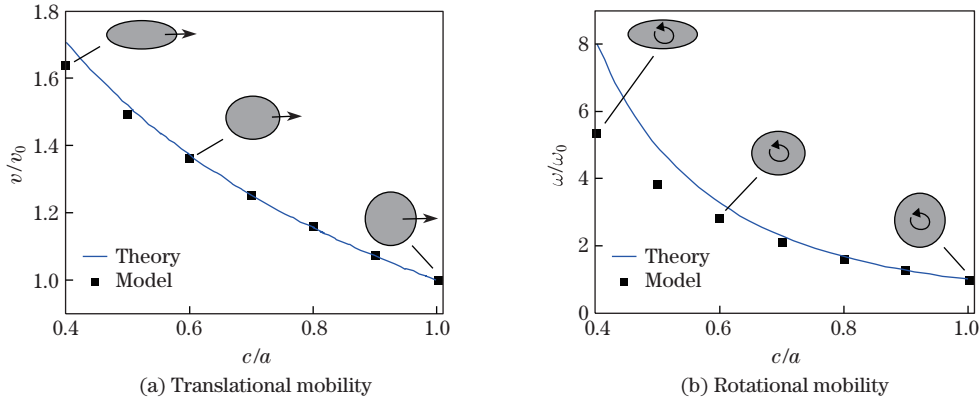 1.8
1.6
1.4
1.2
1.0
v/v₀
0.4
0.6
0.8
1.0
c/a
Theory
Model
(a) Translational mobility
8
6
4
2
0
ω/ω₀
0.4
0.6
0.8
1.0
c/a
Theory
Model
(b) Rotational mobility